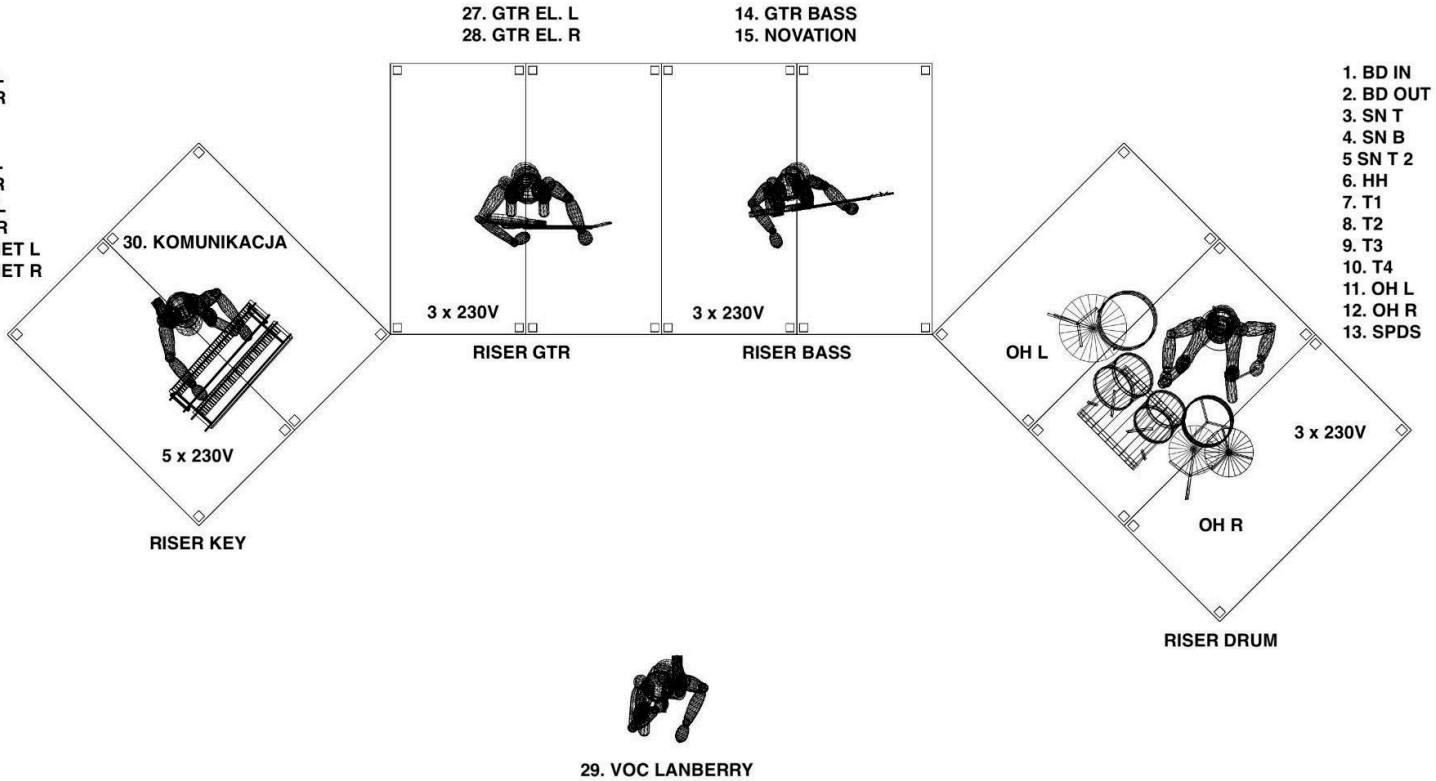 27. GTR EL. L
28. GTR EL. R
14. GTR BASS
15. NOVATION
R
R
R
ET L
ET R
1. BD IN
2. BD OUT
3. SN T
4. SN B
5 SN T 2
6. HH
7. T1
8. T2
9. T3
10. T4
11. OH L
12. OH R
13. SPDS
30. KOMUNIKACJA
5 x 230V
RISER KEY
3 x 230V
RISER GTR
3 x 230V
RISER BASS
OH L
3 x 230V
OH R
RISER DRUM
29. VOC LANBERRY